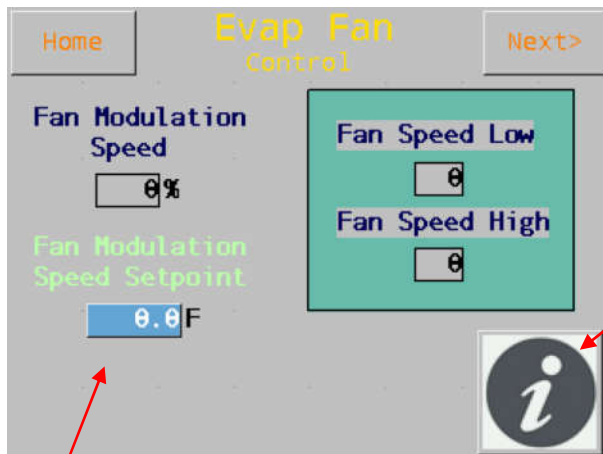 Home
Evap Fan
Control
Next>
Fan Modulation
Speed
0%
Fan Modulation
Speed Setpoint
0.0F
Fan Speed Low
0
Fan Speed High
0
i